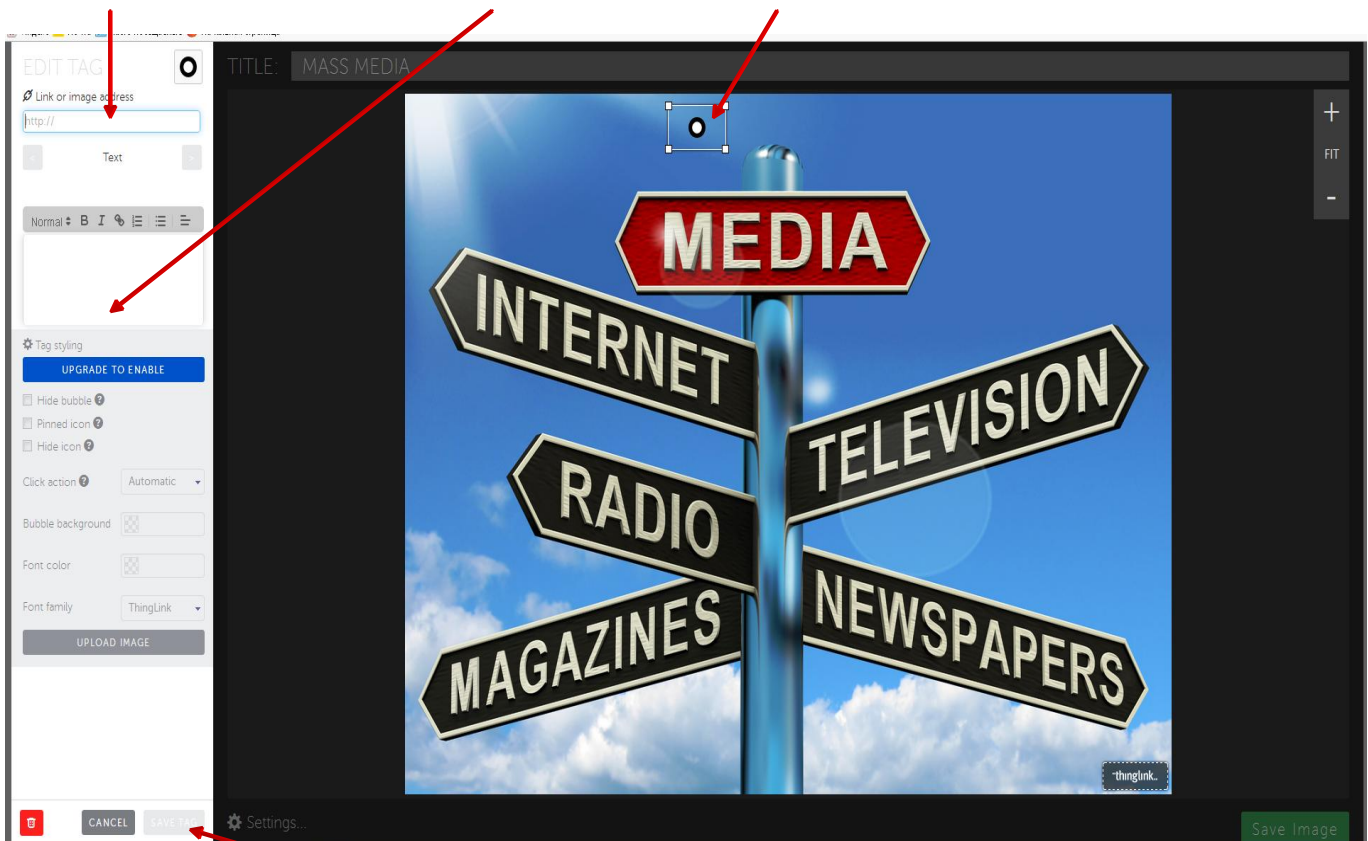 EDIT TAG
TITLE: MASS MEDIA
Link or image address
http://
Text
Normal B I
Tag styling
UPGRADE TO ENABLE
Hide bubble
Pinned icon
Hide icon
Click action Automatic
Bubble background
Font color
Font family ThingLink
UPLOAD IMAGE
CANCEL SAVE TAG
+
FIT
-
MEDIA
INTERNET
TELEVISION
RADIO
NEWSPAPERS
MAGAZINES
thinglink..
Settings...
Save Image